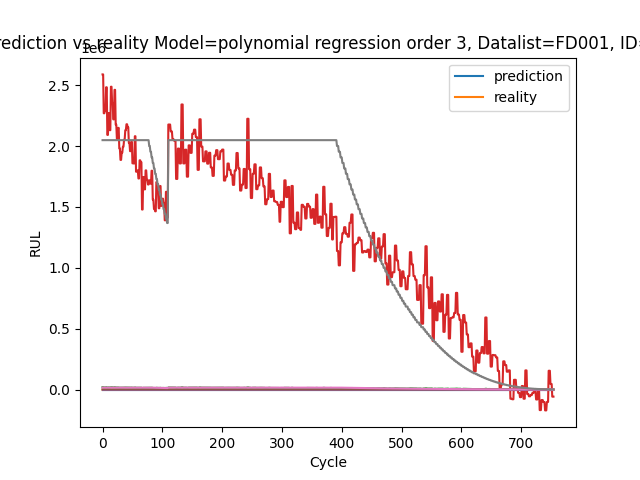 rediction vs reality Model=polynomial regression order 3, Datalist=FD001, ID=
1e6
prediction
reality
2.5
2.0
1.5
1.0
0.5
0.0
RUL
0 100 200 300 400 500 600 700
Cycle